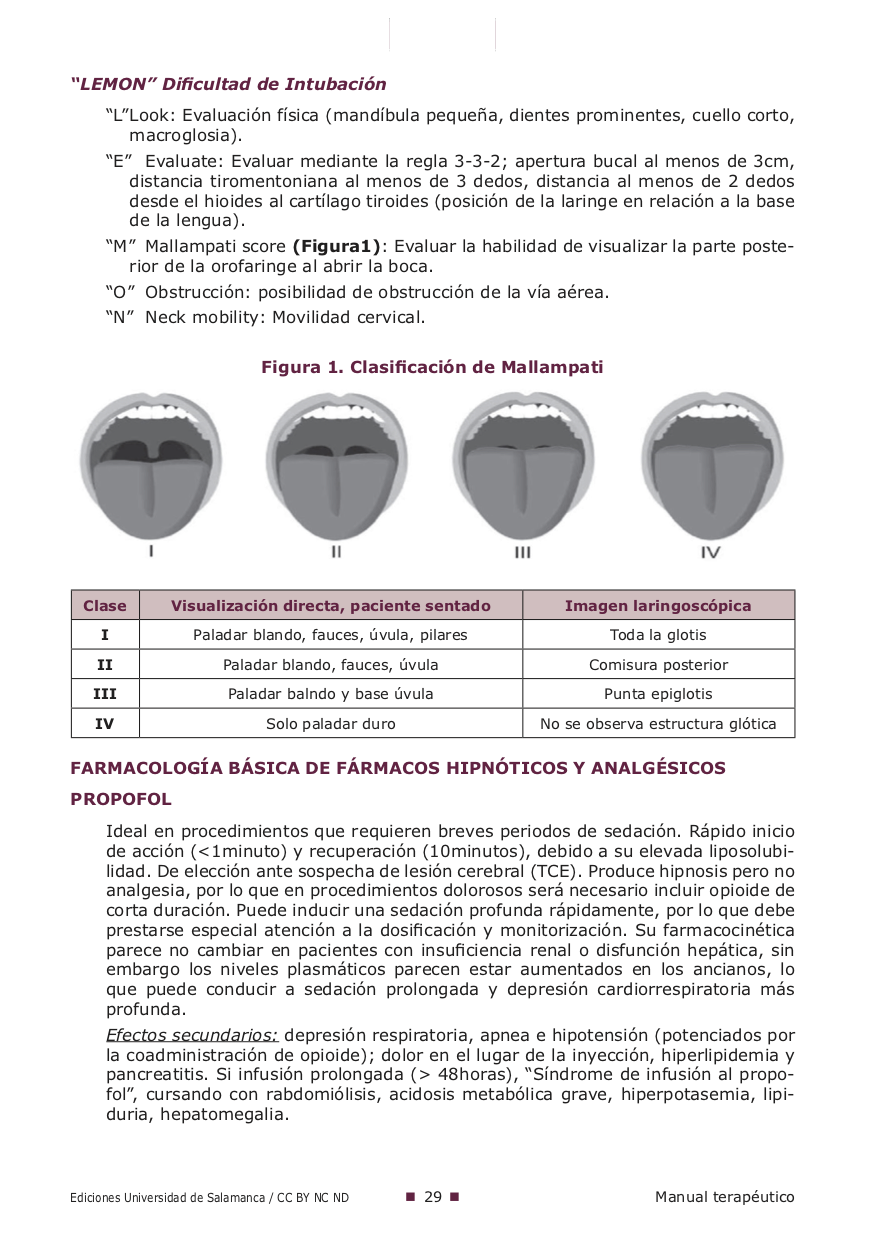 “LEMON” Dificultad de Intubación
“L”Look: Evaluación física (mandíbula pequeña, dientes prominentes, cuello corto,
macroglosia).
“E” Evaluate: Evaluar mediante la regla 3-3-2; apertura bucal al menos de 3cm,
distancia tiromentoniana al menos de 3 dedos, distancia al menos de 2 dedos
desde el hioides al cartílago tiroides (posición de la laringe en relación a la base
de la lengua).
“M” Mallampati score (Figura1): Evaluar la habilidad de visualizar la parte poste-
rior de la orofaringe al abrir la boca.
“O” Obstrucción: posibilidad de obstrucción de la vía aérea.
“N” Neck mobility: Movilidad cervical.
Figura 1. Clasificación de Mallampati
I II III IV
Clase Visualización directa, paciente sentado Imagen laringoscópica
I Paladar blando, fauces, úvula, pilares Toda la glotis
II Paladar blando, fauces, úvula Comisura posterior
III Paladar balndo y base úvula Punta epiglotis
IV Solo paladar duro No se observa estructura glótica
FARMACOLOGÍA BÁSICA DE FÁRMACOS HIPNÓTICOS Y ANALGÉSICOS
PROPOFOL
Ideal en procedimientos que requieren breves periodos de sedación. Rápido inicio
de acción (<1minuto) y recuperación (10minutos), debido a su elevada liposolubi-
lidad. De elección ante sospecha de lesión cerebral (TCE). Produce hipnosis pero no
analgesia, por lo que en procedimientos dolorosos será necesario incluir opioide de
corta duración. Puede inducir una sedación profunda rápidamente, por lo que debe
prestarse especial atención a la dosificación y monitorización. Su farmacocinética
parece no cambiar en pacientes con insuficiencia renal o disfunción hepática, sin
embargo los niveles plasmáticos parecen estar aumentados en los ancianos, lo
que puede conducir a sedación prolongada y depresión cardiorrespiratoria más
profunda.
Efectos secundarios: depresión respiratoria, apnea e hipotensión (potenciados por
la coadministración de opioide); dolor en el lugar de la inyección, hiperlipidemia y
pancreatitis. Si infusión prolongada (> 48horas), “Síndrome de infusión al propo-
fol”, cursando con rabdomiólisis, acidosis metabólica grave, hiperpotasemia, lipi-
duria, hepatomegalia.
Ediciones Universidad de Salamanca / CC BY NC ND ■ 29 ■ Manual terapéutico